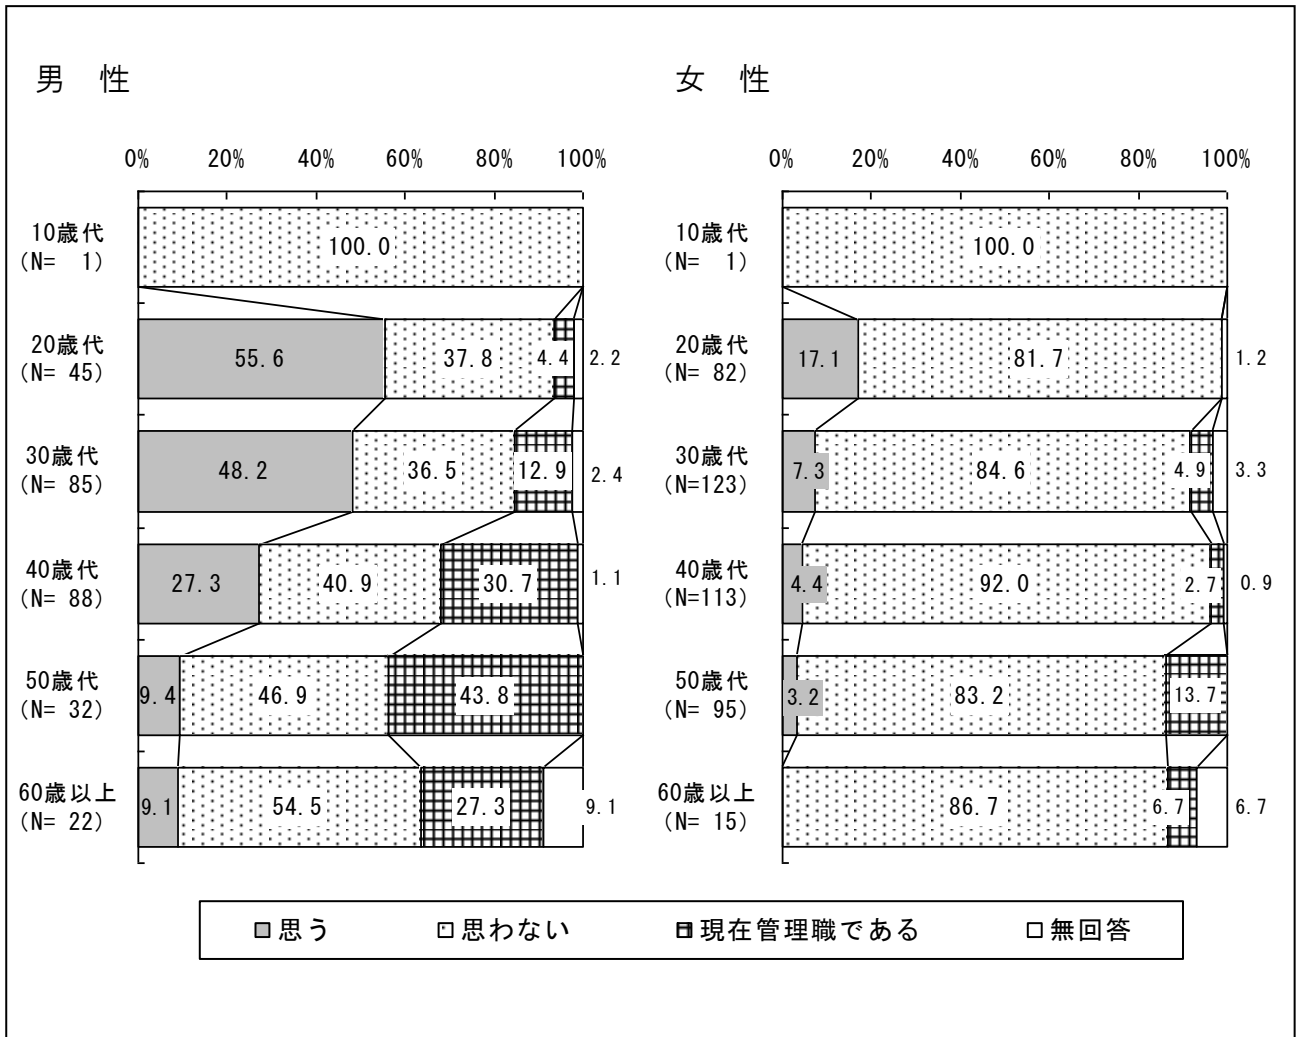 男　性
0% 20% 40% 60% 80% 100%
10歳代
(N=　1)
100.0
20歳代
(N= 45)
55.6 37.8 4.4 2.2
30歳代
(N= 85)
48.2 36.5 12.9 2.4
40歳代
(N= 88)
27.3 40.9 30.7 1.1
50歳代
(N= 32)
9.4 46.9 43.8
60歳以上
(N= 22)
9.1 54.5 27.3 9.1
女　性
0% 20% 40% 60% 80% 100%
10歳代
(N=　1)
100.0
20歳代
(N= 82)
17.1 81.7 1.2
30歳代
(N=123)
7.3 84.6 4.9 3.3
40歳代
(N=113)
4.4 92.0 2.7 0.9
50歳代
(N= 95)
3.2 83.2 13.7
60歳以上
(N= 15)
86.7 6.7 6.7
思う 思わない 現在管理職である 無回答